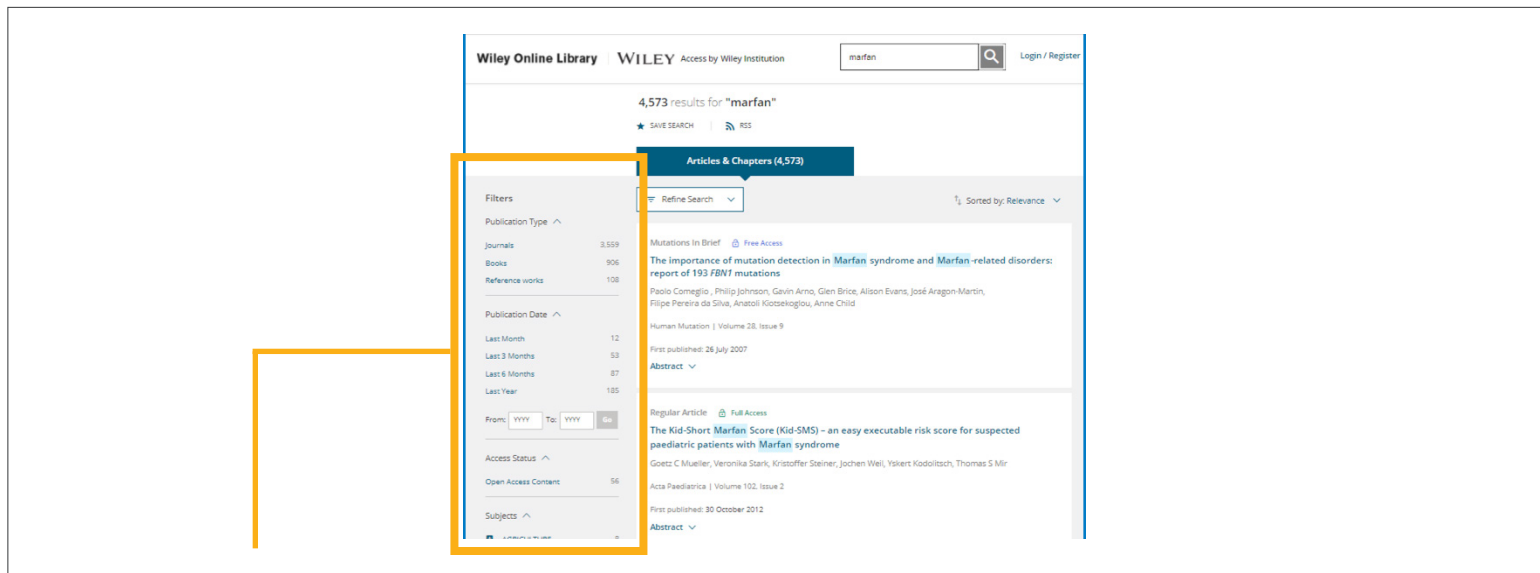 Wiley Online Library WILEY Access by Wiley Institution marfan Login / Register
4,573 results for "marfan"
SAVE SEARCH RSS
Articles & Chapters (4,573)
Filters
Publication Type
Journals 3,559
Books 906
Reference works 108
Publication Date
Last Month 12
Last 3 Months 53
Last 6 Months 87
Last Year 185
From: YYYY To: YYYY Go
Access Status
Open Access Content 56
Subjects
AGRICULTURE 5
Refine Search Sorted by: Relevance
Mutations in Brief Free Access
The importance of mutation detection in Marfan syndrome and Marfan-related disorders:
report of 193 FBN1 mutations
Paolo Comeglio , Philip Johnson, Gavin Arno, Glen Brice, Alison Evans, José Aragon-Martin,
Filipe Pereira da Silva, Anatoli Kiotsekoglou, Anne Child
Human Mutation | Volume 28, Issue 9
First published: 26 July 2007
Abstract
Regular Article Full Access
The Kid-Short Marfan Score (Kid-SMS) – an easy executable risk score for suspected
paediatric patients with Marfan syndrome
Goetz C Mueller, Veronika Stark, Kristoffer Steiner, Jochen Weil, Yskert Kodolitsch, Thomas S Mir
Acta Paediatrica | Volume 102, Issue 2
First published: 30 October 2012
Abstract